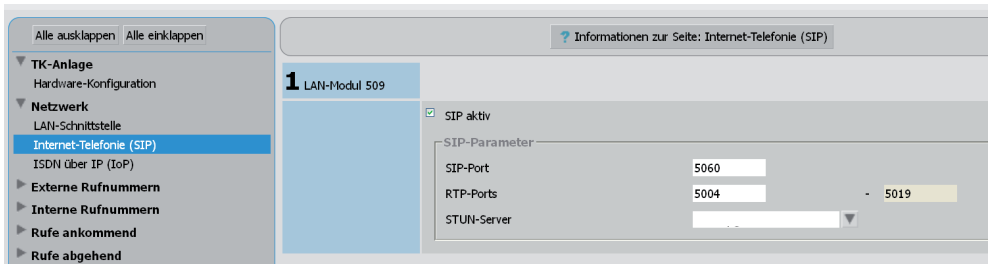 Alle ausklappen Alle einklappen
TK-Anlage
Hardware-Konfiguration
Netzwerk
LAN-Schnittstelle
Internet-Telefonie (SIP)
ISDN über IP (IoP)
Externe Rufnummern
Interne Rufnummern
Rufe ankommend
Rufe abgehend
? Informationen zur Seite: Internet-Telefonie (SIP)
1 LAN-Modul 509
SIP aktiv
SIP-Parameter
SIP-Port 5060
RTP-Ports 5004 - 5019
STUN-Server